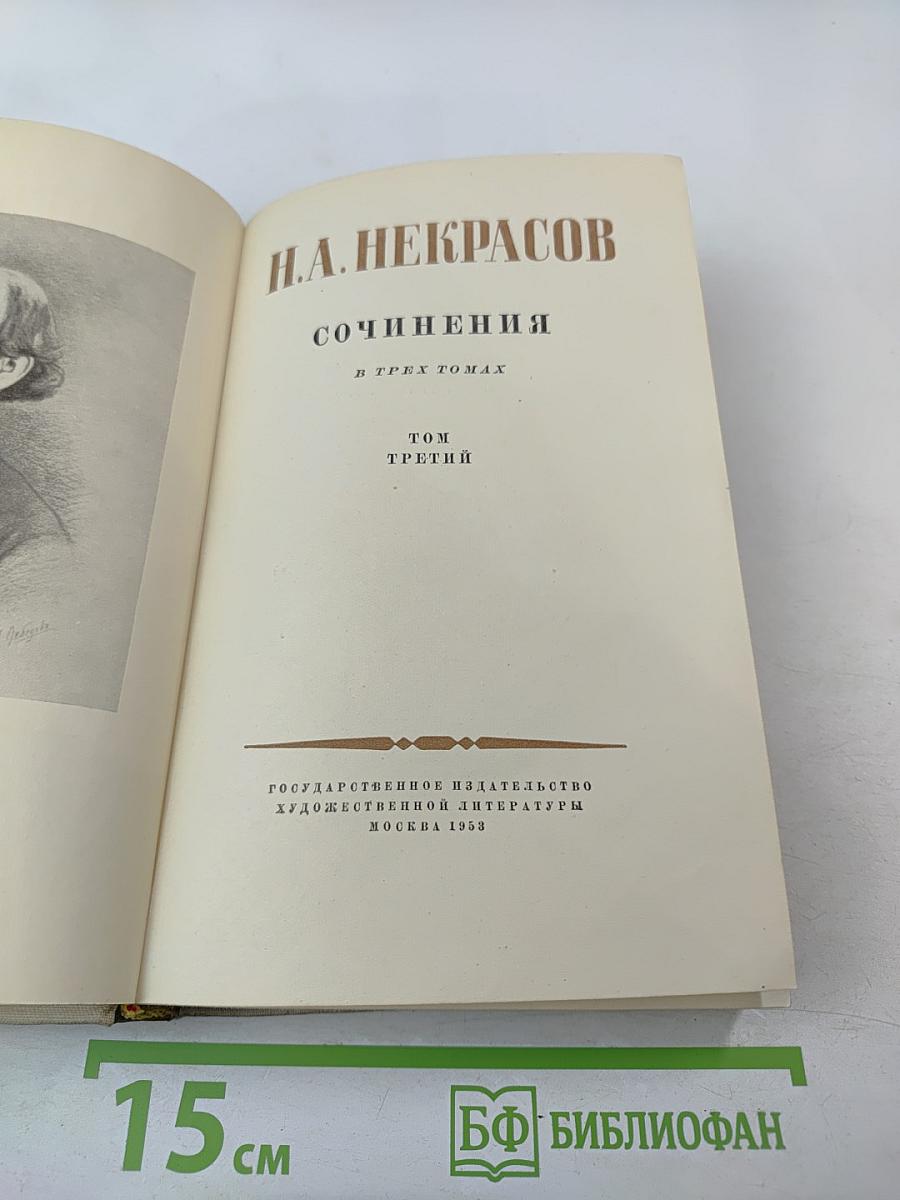 Н.А.НЕКРАСОВ
СОЧИНЕНИЯ
В ТРЕХ ТОМАХ
ТОМ
ТРЕТИЙ
ГОСУДАРСТВЕННОЕ ИЗДАТЕЛЬСТВО
ХУДОЖЕСТВЕННОЙ ЛИТЕРАТУРЫ
МОСКВА 1953
15 см
БФ БИБЛИОФАН